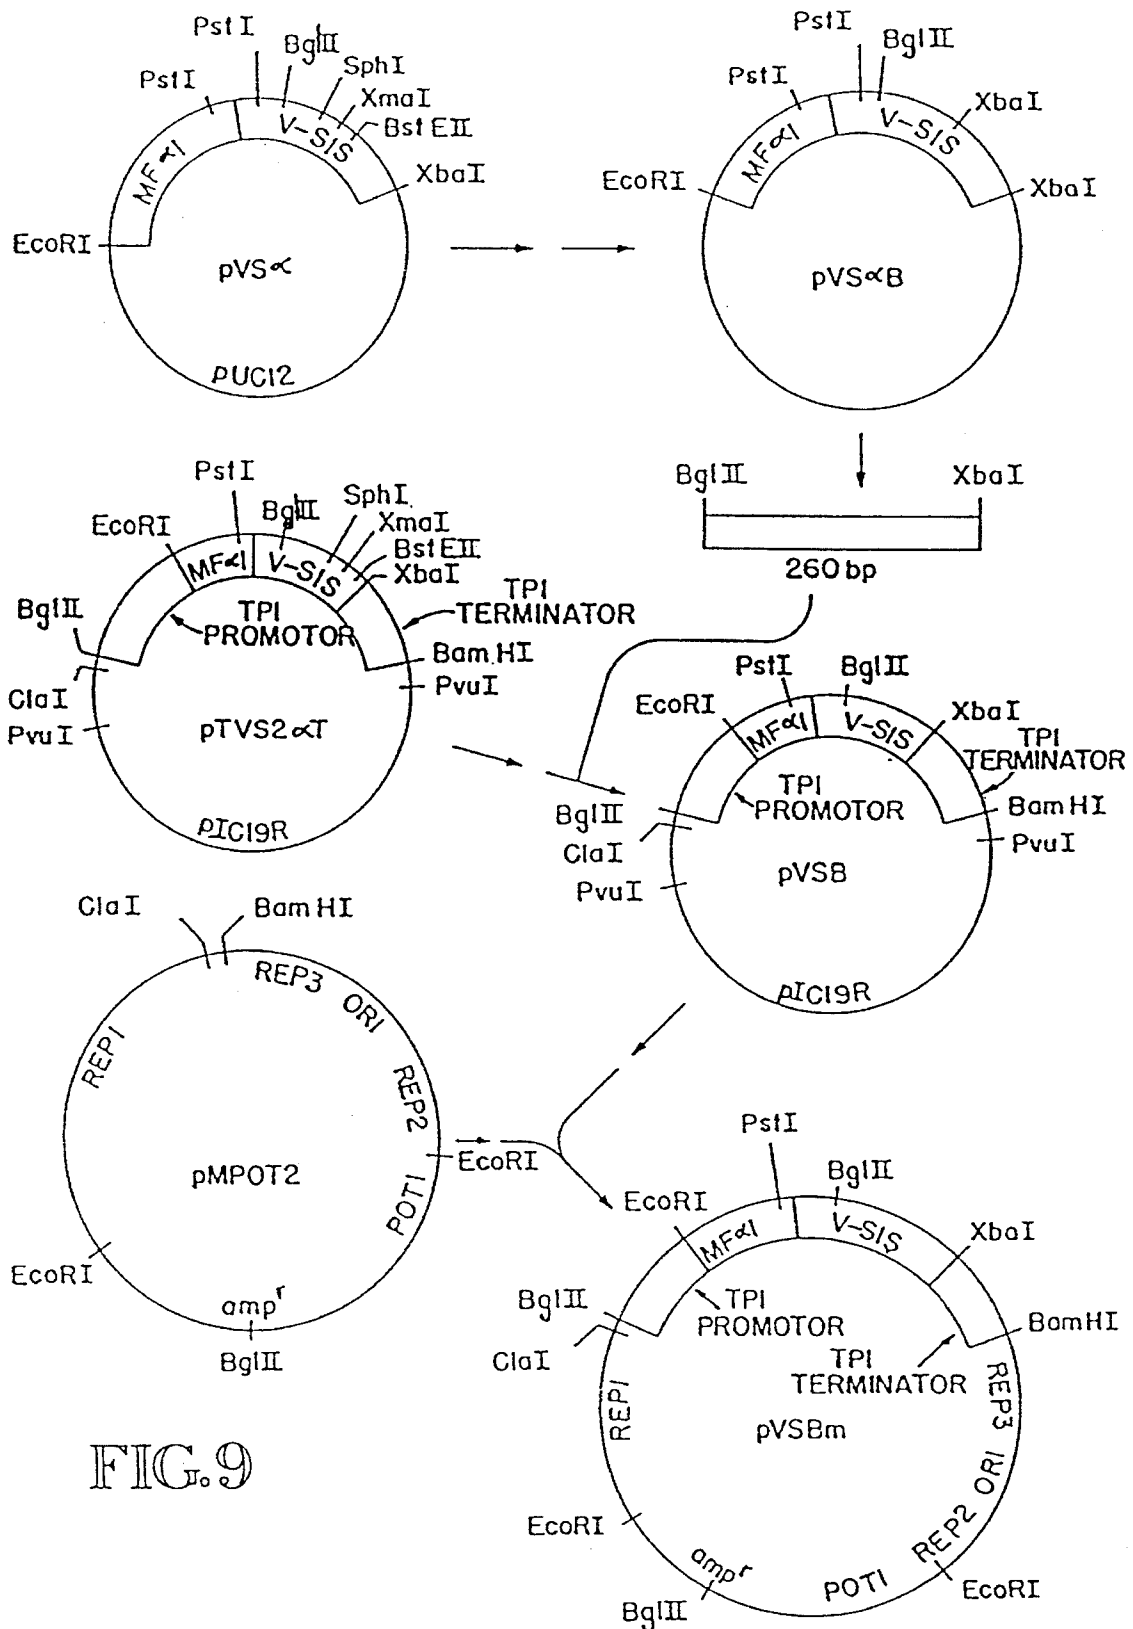 PstI
BglII
SphI
PstI
XmaI
BstEII
V-SIS
MFα1
XbaI
EcoRI
pVSα
pUC12
PstI
BglII
PstI
XbaI
V-SIS
MFα1
EcoRI
XbaI
pVSαB
BglII
XbaI
260bp
PstI
SphI
BglII
EcoRI
XmaI
BstEII
MFα1
V-SIS
XbaI
TPI
PROMOTOR
TPI
TERMINATOR
BglII
BamHI
ClaI
PvuI
PvuI
pTVS2αT
pIC19R
PstI
BglII
EcoRI
XbaI
MFα1
V-SIS
TPI
TERMINATOR
TPI
PROMOTOR
BglII
BamHI
ClaI
PvuI
PvuI
pVSB
pIC19R
ClaI
BamHI
REP3
ORI
REP1
REP2
EcoRI
pMPOT2
POT1
EcoRI
ampr
BglII
PstI
BglII
EcoRI
MFα1
V-SIS
XbaI
BglII
TPI
PROMOTOR
BamHI
ClaI
TPI
TERMINATOR
REP1
REP3
pVSBm
ORI
EcoRI
REP2
ampr
POT1
EcoRI
BglII
FIG. 9